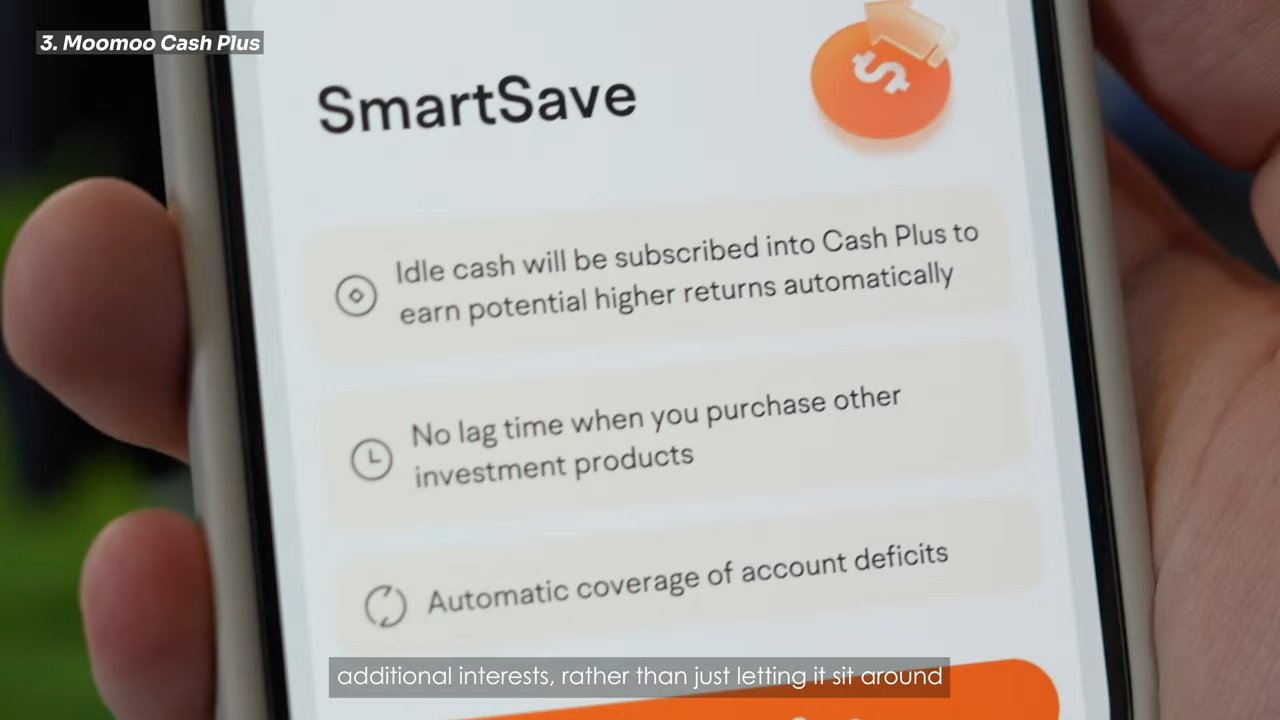 3. Moomoo Cash Plus
SmartSave
Idle cash will be subscribed into Cash Plus to
earn potential higher returns automatically
No lag time when you purchase other
investment products
Automatic coverage of account deficits
additional interests, rather than just letting it sit around